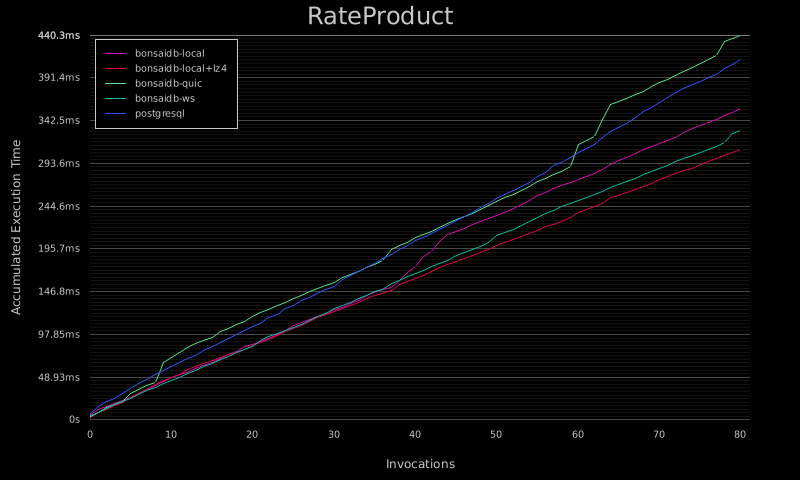 RateProduct
440.3ms
391.4ms
342.5ms
293.6ms
244.6ms
195.7ms
146.8ms
97.85ms
48.93ms
0s
Accumulated Execution Time
bonsaidb-local
bonsaidb-local+lz4
bonsaidb-quic
bonsaidb-ws
postgresql
0 10 20 30 40 50 60 70 80
Invocations